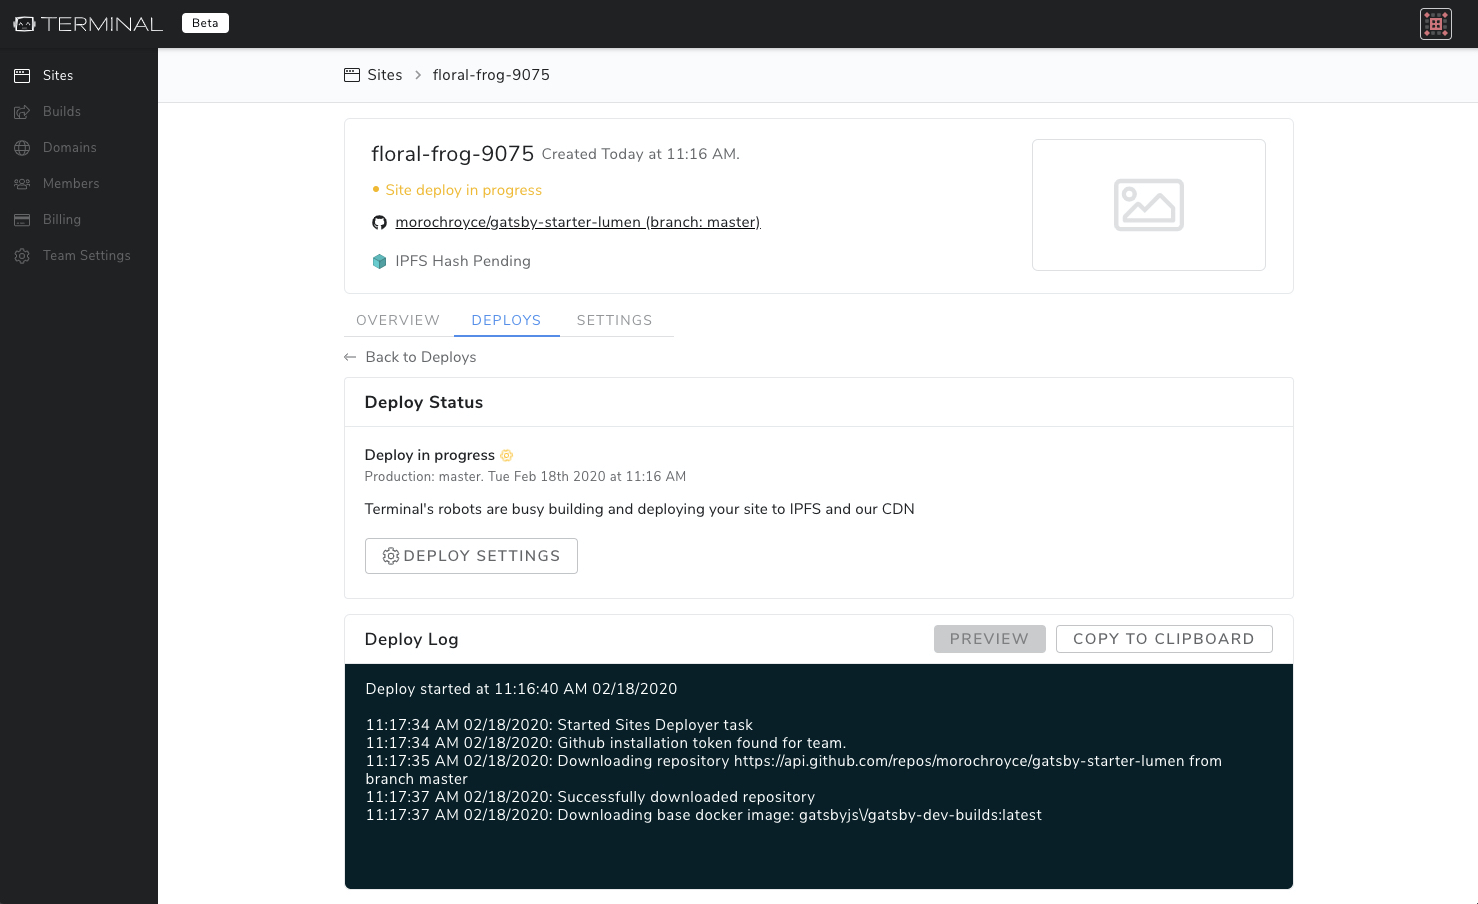 TERMINAL Beta
Sites
Builds
Domains
Members
Billing
Team Settings
Sites > floral-frog-9075
floral-frog-9075 Created Today at 11:16 AM.
Site deploy in progress
morochroyce/gatsby-starter-lumen (branch: master)
IPFS Hash Pending
OVERVIEW DEPLOYS SETTINGS
← Back to Deploys
Deploy Status
Deploy in progress
Production: master. Tue Feb 18th 2020 at 11:16 AM
Terminal's robots are busy building and deploying your site to IPFS and our CDN
DEPLOY SETTINGS
Deploy Log PREVIEW COPY TO CLIPBOARD
Deploy started at 11:16:40 AM 02/18/2020
11:17:34 AM 02/18/2020: Started Sites Deployer task
11:17:34 AM 02/18/2020: Github installation token found for team.
11:17:35 AM 02/18/2020: Downloading repository https://api.github.com/repos/morochroyce/gatsby-starter-lumen from
branch master
11:17:37 AM 02/18/2020: Successfully downloaded repository
11:17:37 AM 02/18/2020: Downloading base docker image: gatsbyjs\/gatsby-dev-builds:latest